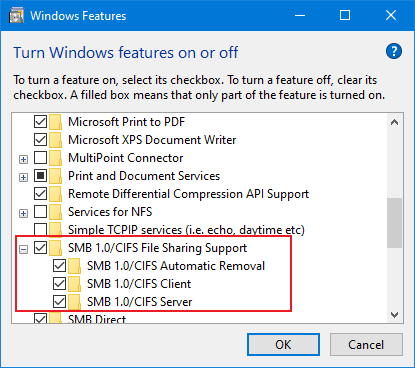 Windows Features
Turn Windows features on or off
?
To turn a feature on, select its checkbox. To turn a feature off, clear its
checkbox. A filled box means that only part of the feature is turned on.
Microsoft Print to PDF
Microsoft XPS Document Writer
MultiPoint Connector
Print and Document Services
Remote Differential Compression API Support
Services for NFS
Simple TCPIP services (i.e. echo, daytime etc)
SMB 1.0/CIFS File Sharing Support
SMB 1.0/CIFS Automatic Removal
SMB 1.0/CIFS Client
SMB 1.0/CIFS Server
SMB Direct
OK
Cancel